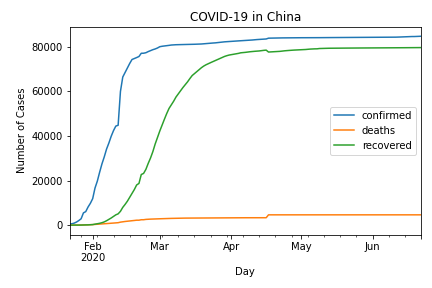 COVID-19 in China
Number of Cases
80000
60000
40000
20000
0
confirmed
deaths
recovered
Feb Mar Apr May Jun
2020
Day